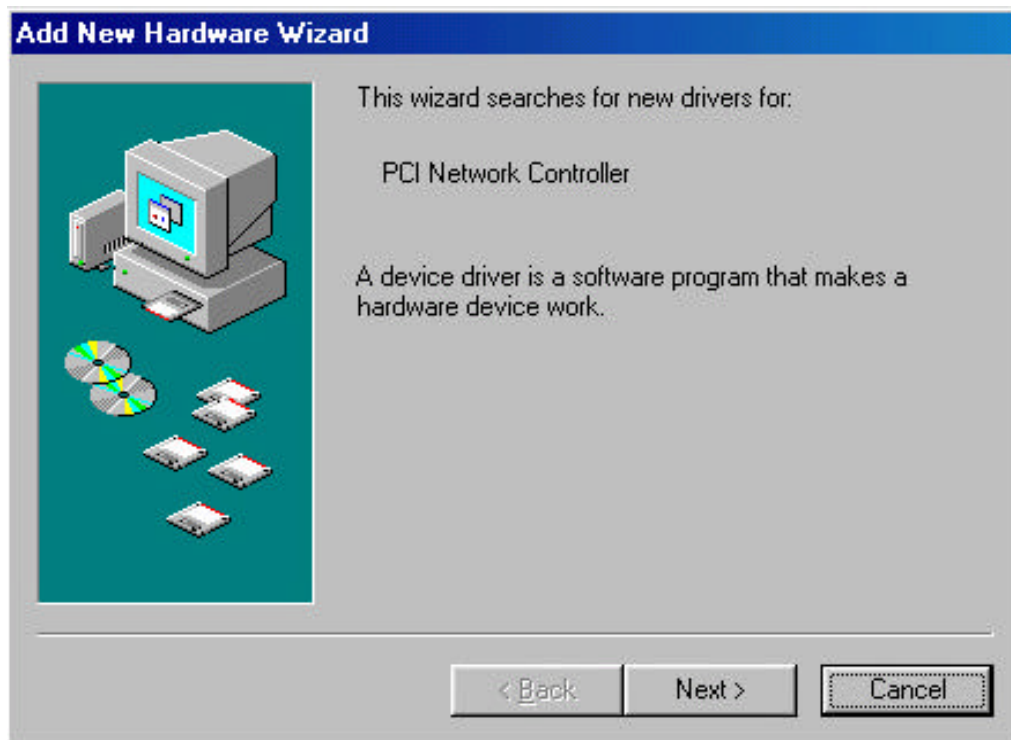 Add New Hardware Wizard
This wizard searches for new drivers for:
PCI Network Controller
A device driver is a software program that makes a
hardware device work.
< Back
Next >
Cancel